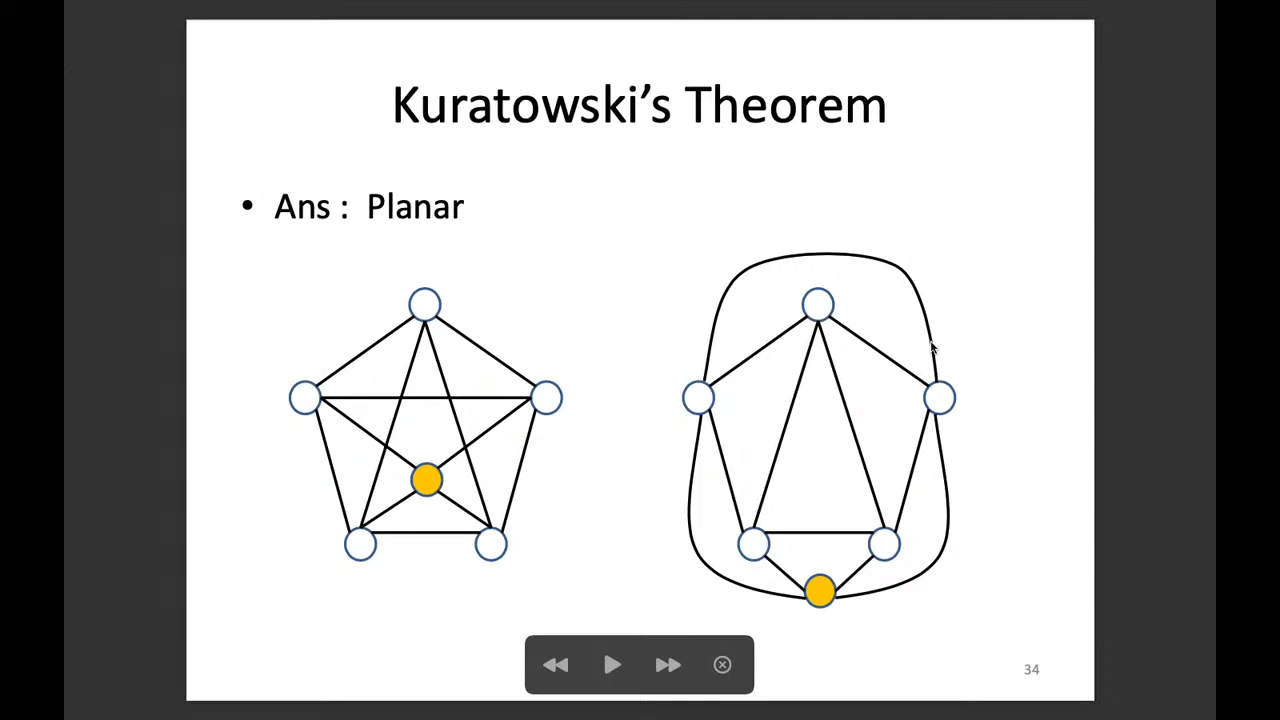 Kuratowski’s Theorem
• Ans : Planar
34